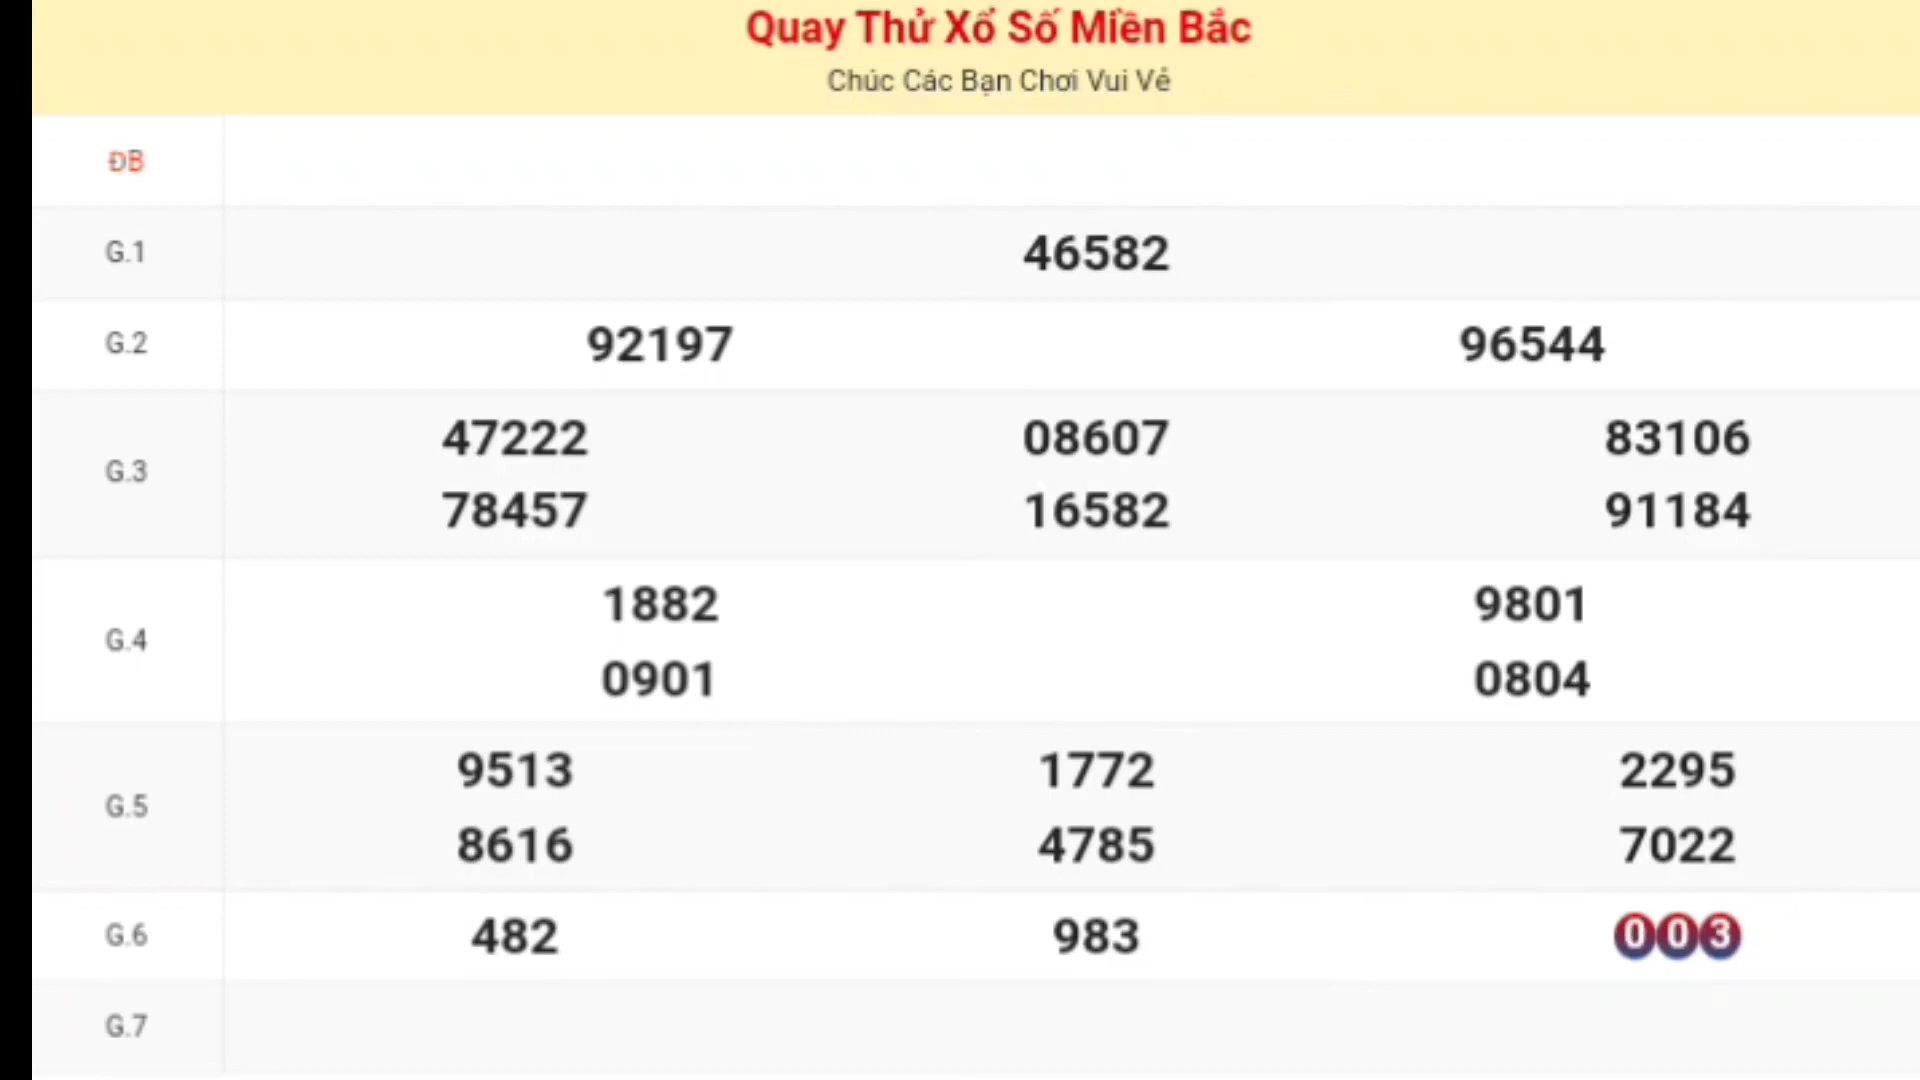 Quay Thử Xổ Số Miền Bắc
Chúc Các Bạn Chơi Vui Vẻ
ĐB
G.1 46582
G.2 92197 96544
G.3 47222 08607 83106
78457 16582 91184
G.4 1882 9801
0901 0804
G.5 9513 1772 2295
8616 4785 7022
G.6 482 983 003
G.7